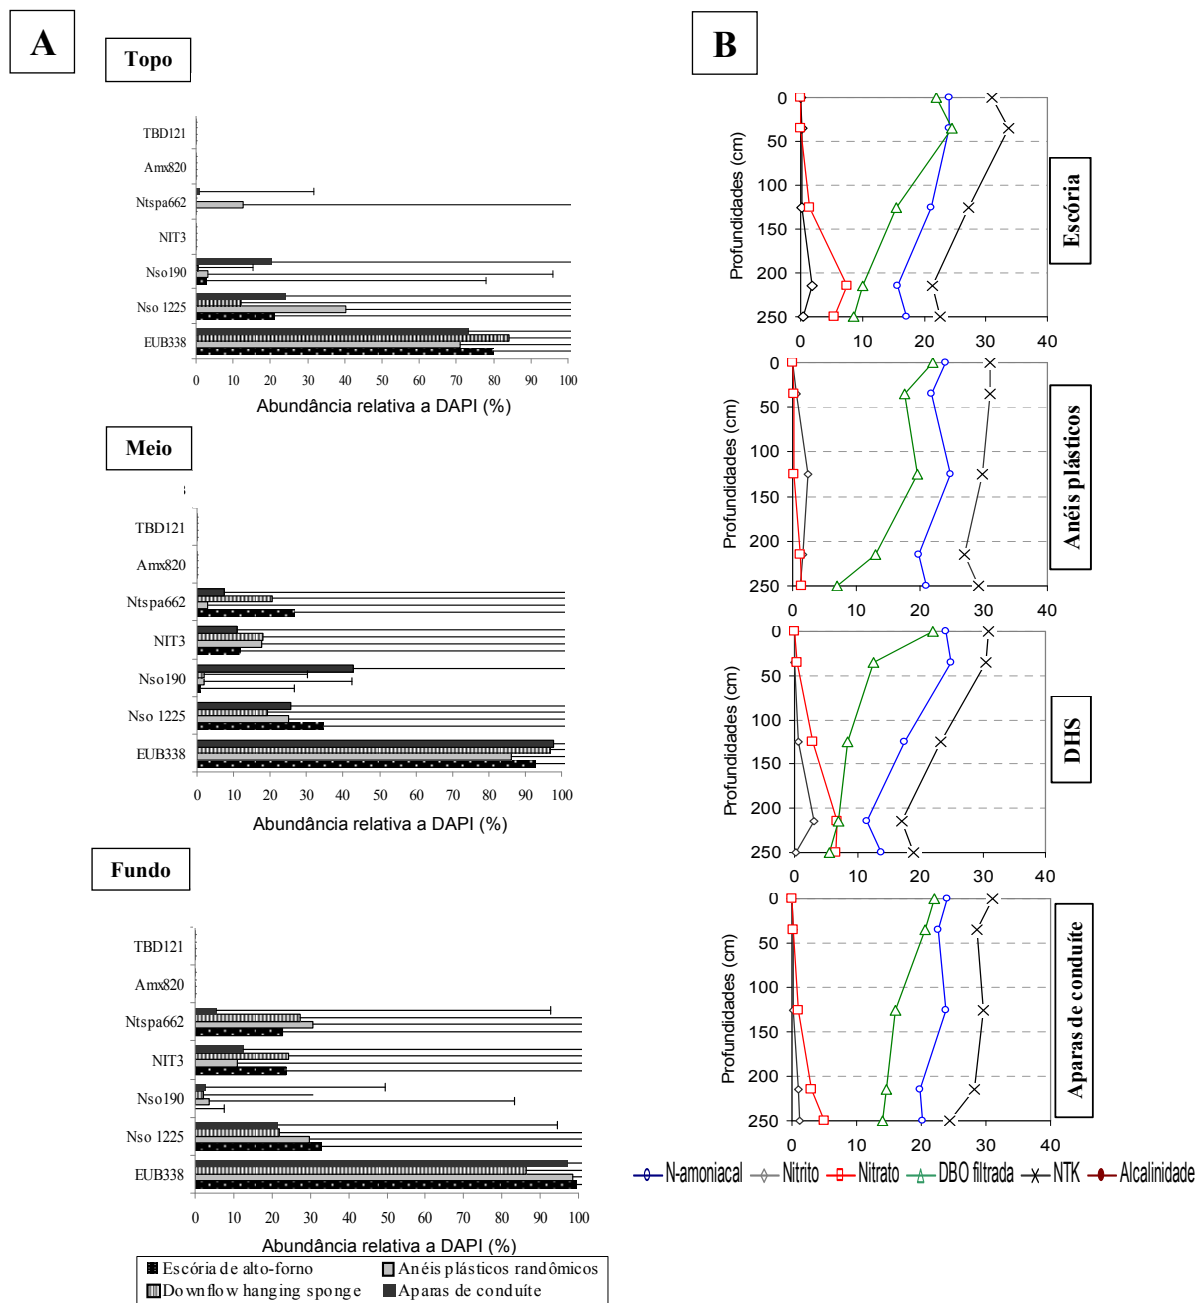 A
Topo
TBD121
Amx820
Ntspa662
NIT3
Nso190
Nso 1225
EUB338
0 10 20 30 40 50 60 70 80 90 100
Abundância relativa a DAPI (%)
Meio
TBD121
Amx820
Ntspa662
NIT3
Nso190
Nso 1225
EUB338
0 10 20 30 40 50 60 70 80 90 100
Abundância relativa a DAPI (%)
Fundo
TBD121
Amx820
Ntspa662
NIT3
Nso190
Nso 1225
EUB338
0 10 20 30 40 50 60 70 80 90 100
Abundância relativa a DAPI (%)
Escória de alto-forno Anéis plásticos randômicos
Downflow hanging sponge Aparas de conduíte
B
0
50
100
150
200
250
Profundidades (cm)
0 10 20 30 40
Escória
0
50
100
150
200
250
Profundidades (cm)
0 10 20 30 40
Anéis plásticos
0
50
100
150
200
250
Profundidades (cm)
0 10 20 30 40
DHS
0
50
100
150
200
250
Profundidades (cm)
0 10 20 30 40
Aparas de conduíte
N-amoniacal Nitrito Nitrato DBO filtrada NTK Alcalinidade